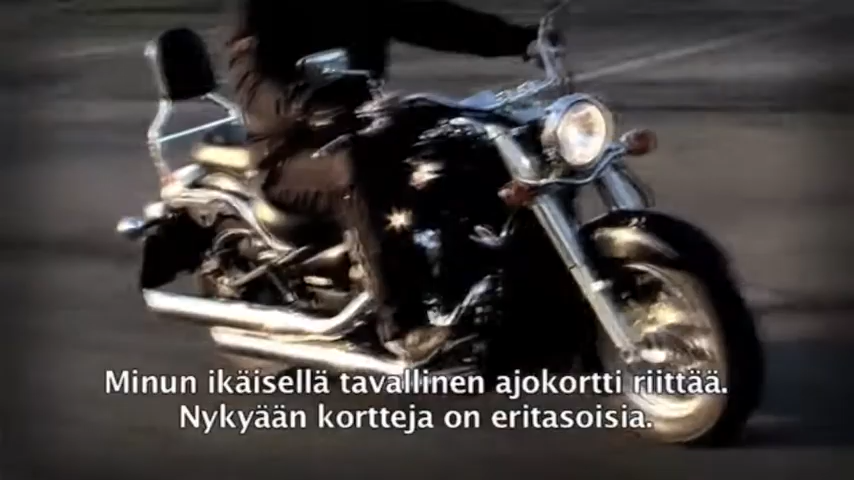 Minun ikäisellä tavallinen ajokortti riittää.
Nykyään kortteja on eritasoisia.